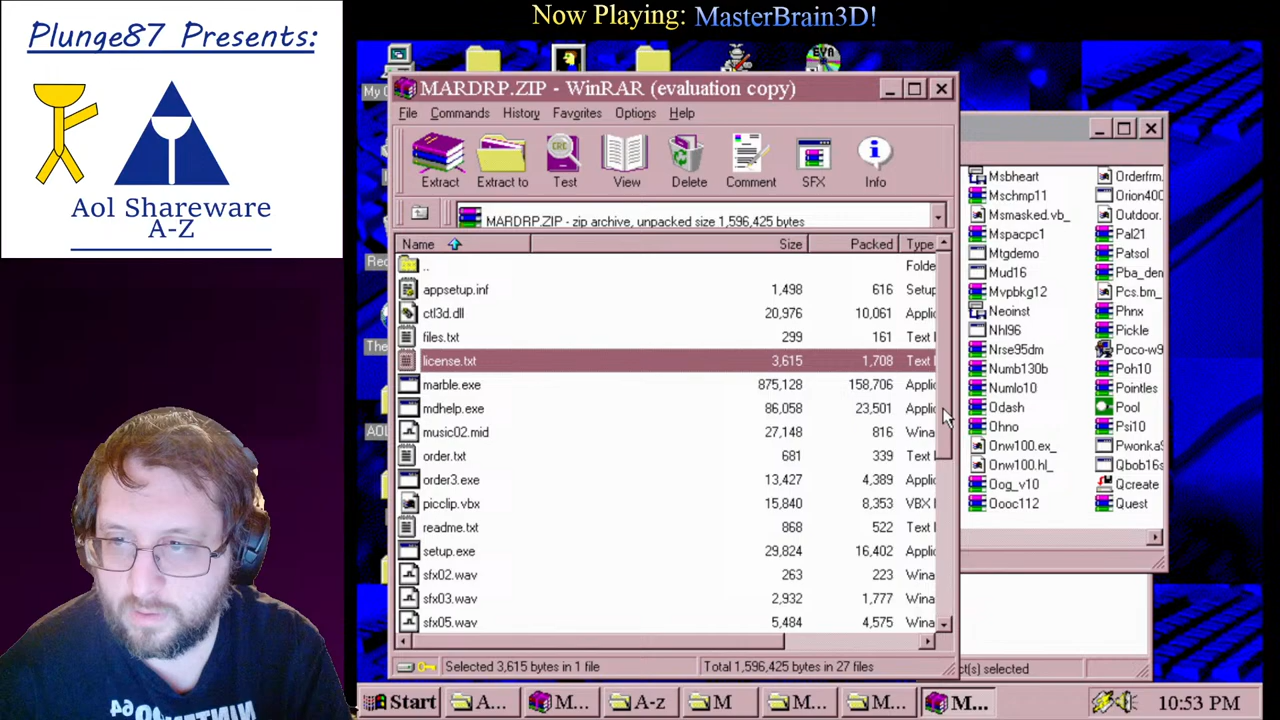 Now Playing: MasterBrain3D!
Plunge87 Presents:
Aol Shareware
A-Z
MARDRP.ZIP - WinRAR (evaluation copy)
File Commands History Favorites Options Help
Extract Extract to Test View Delete Comment SFX Info
MARDRP.ZIP - zip archive, unpacked size 1,596,425 bytes
Name Size Packed Type
.. Folde
appsetup.inf 1,498 616 Setup
ctl3d.dll 20,976 10,061 Applic
files.txt 299 161 Text
license.txt 3,615 1,708 Text
marble.exe 875,128 158,706 Applic
mdhelp.exe 86,058 23,501 Applic
music02.mid 27,148 816 Wina
order.txt 681 339 Text
order3.exe 13,427 4,389 Applic
picclip.vbx 15,840 8,353 VBX
readme.txt 868 522 Text
setup.exe 29,824 16,402 Applic
sfx02.wav 263 223 Wina
sfx03.wav 2,932 1,777 Wina
sfx05.wav 5,484 4,575 Wina
Selected 3,615 bytes in 1 file Total 1,596,425 bytes in 27 files
Msbheart Orderfrm.
Mschmp11 Orion400
Msmasked.vb_ Outdoor.
Mspacpc1 Pal21
Mtgdemo Patsol
Mud16 Pba_den
Mvpbkg12 Pcs.bm_
Neoinst Phnx
Nhl96 Pickle
Nrse95dm Poco-w9
Numb130b Poh10
Numlo10 Pointles
Odash Pool
Ohno Psi10
Onw100.ex_ Pwonka
Onw100.hl_ Qbob16s
Oog_v10 Qcreate
Oooc112 Quest
ct(s) selected
My C
Rec
The
AOL
EVA
NINTENDO 64
Start A... M... A-z M M... M... M... 10:53 PM